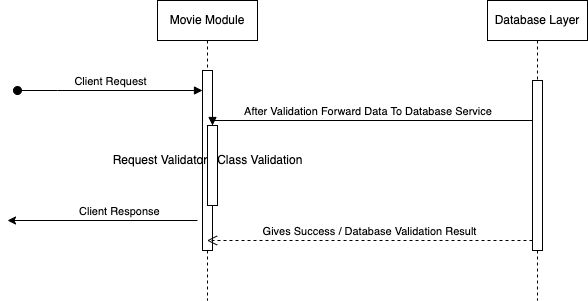 Movie Module
Database Layer
Client Request
After Validation Forward Data To Database Service
Request Validator
Class Validation
Client Response
Gives Success / Database Validation Result